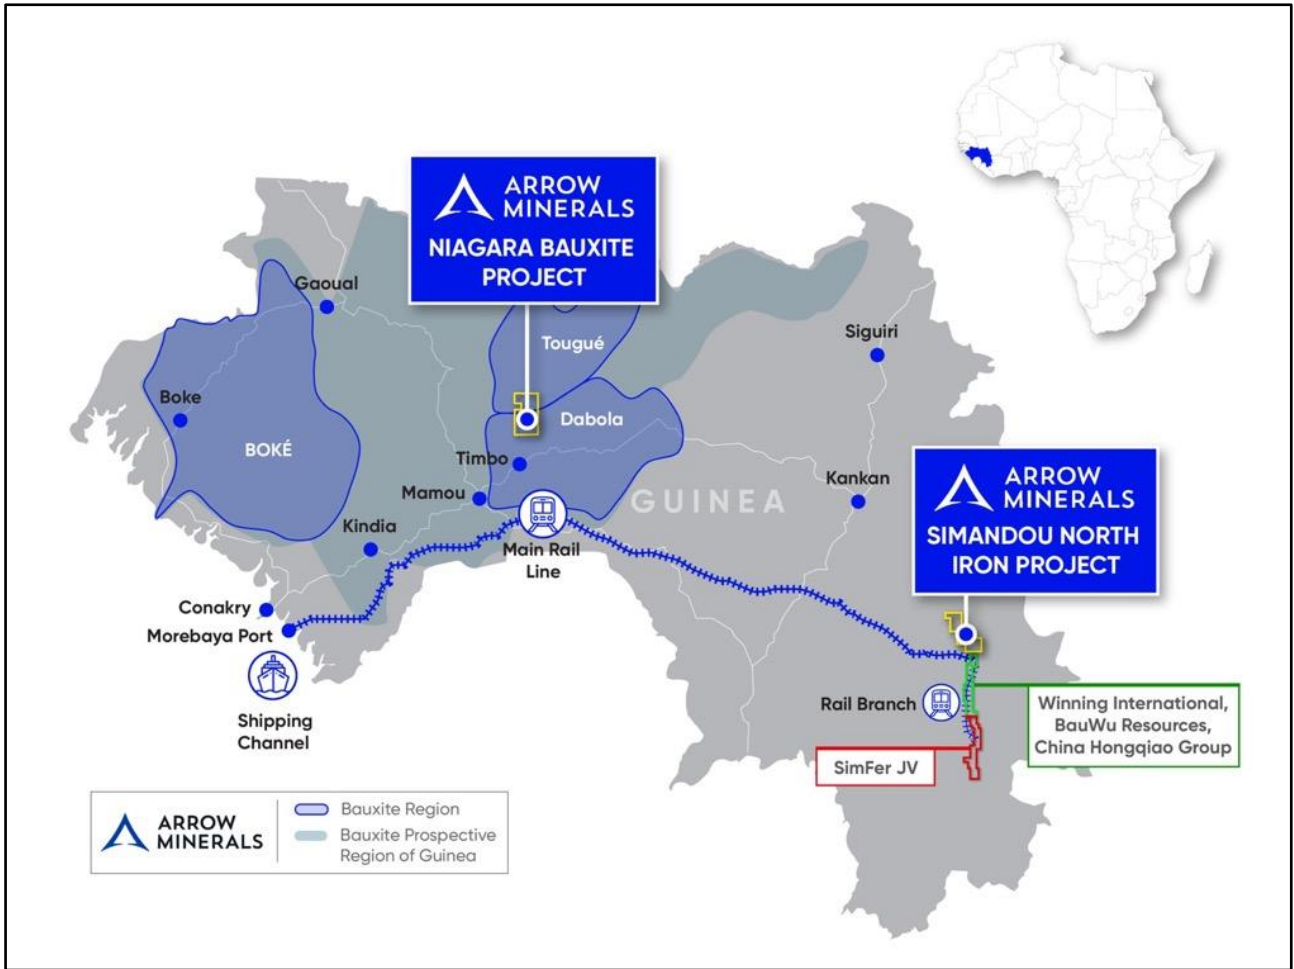 ARROW
MINERALS
NIAGARA BAUXITE
PROJECT
Gaoual
Siguiri
Tougué
Boke
Dabola
BOKÉ
Timbo
Kankan
Mamou
GUINEA
ARROW
MINERALS
SIMANDOU NORTH
IRON PROJECT
Kindia
Main Rail
Line
Conakry
Morebaya Port
Shipping
Channel
Rail Branch
Winning International,
BauWu Resources,
China Hongqiao Group
SimFer JV
ARROW
MINERALS
Bauxite Region
Bauxite Prospective
Region of Guinea